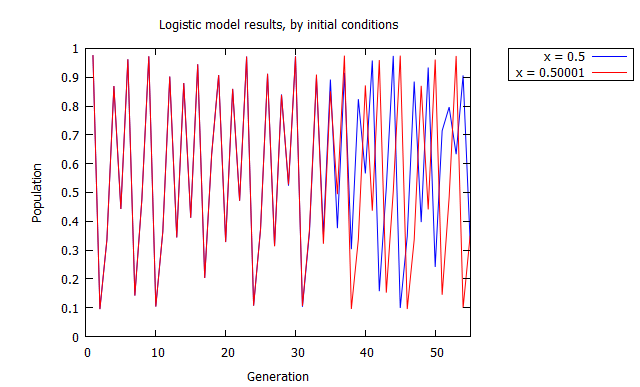 Logistic model results, by initial conditions
x = 0.5
x = 0.50001
1
0.9
0.8
0.7
0.6
0.5
0.4
0.3
0.2
0.1
0
Population
0 10 20 30 40 50
Generation